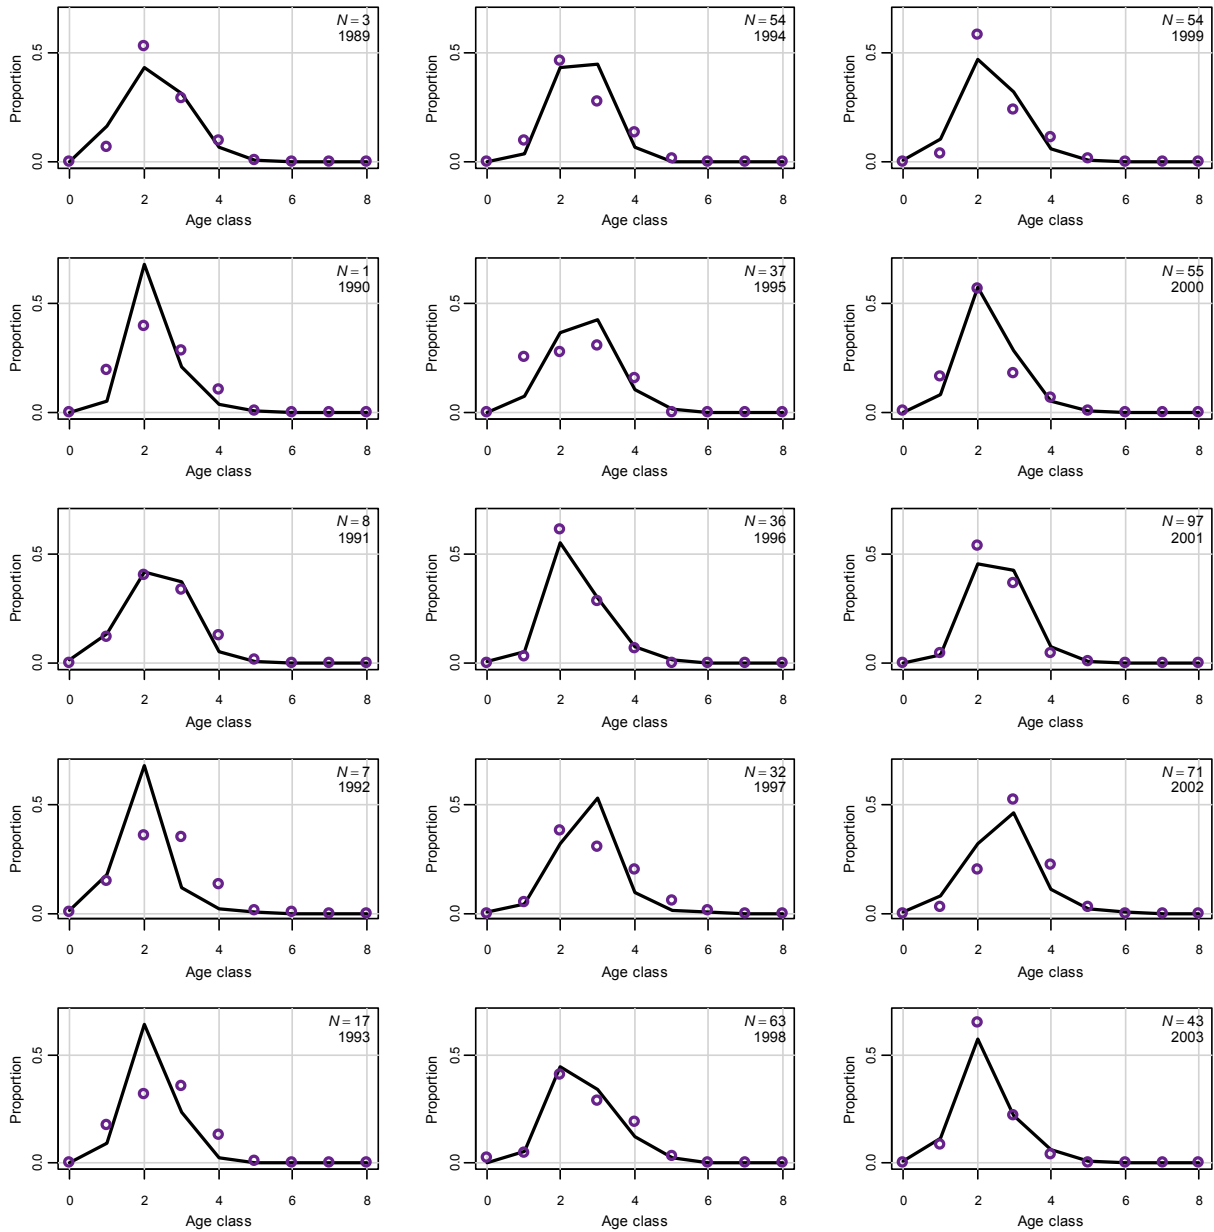 N = 3
1989
Proportion
0.5
0.0
0 2 4 6 8
Age class
N = 54
1994
Proportion
0.5
0.0
0 2 4 6 8
Age class
N = 54
1999
Proportion
0.5
0.0
0 2 4 6 8
Age class
N = 1
1990
Proportion
0.5
0.0
0 2 4 6 8
Age class
N = 37
1995
Proportion
0.5
0.0
0 2 4 6 8
Age class
N = 55
2000
Proportion
0.5
0.0
0 2 4 6 8
Age class
N = 8
1991
Proportion
0.5
0.0
0 2 4 6 8
Age class
N = 36
1996
Proportion
0.5
0.0
0 2 4 6 8
Age class
N = 97
2001
Proportion
0.5
0.0
0 2 4 6 8
Age class
N = 7
1992
Proportion
0.5
0.0
0 2 4 6 8
Age class
N = 32
1997
Proportion
0.5
0.0
0 2 4 6 8
Age class
N = 71
2002
Proportion
0.5
0.0
0 2 4 6 8
Age class
N = 17
1993
Proportion
0.5
0.0
0 2 4 6 8
Age class
N = 63
1998
Proportion
0.5
0.0
0 2 4 6 8
Age class
N = 43
2003
Proportion
0.5
0.0
0 2 4 6 8
Age class